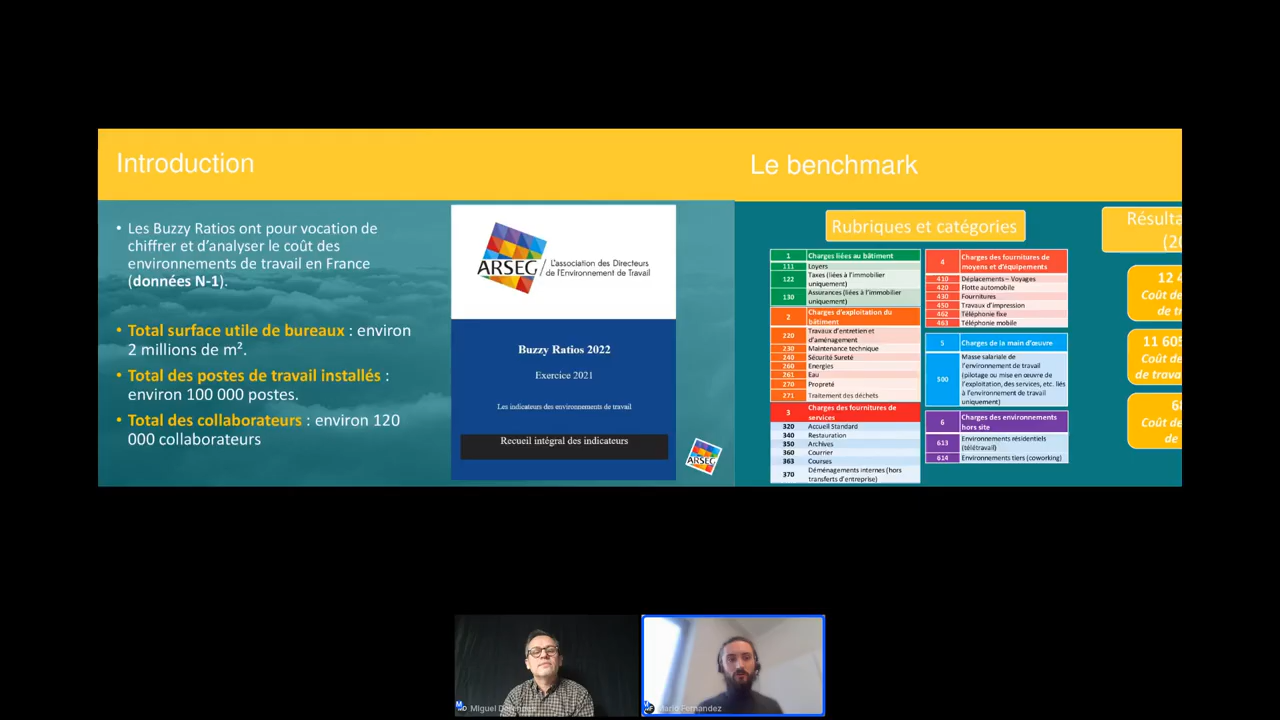 Introduction
• Les Buzzy Ratios ont pour vocation de
chiffrer et d'analyser le coût des
environnements de travail en France
(données N-1).
• Total surface utile de bureaux : environ
2 millions de m².
• Total des postes de travail installés :
environ 100 000 postes.
• Total des collaborateurs : environ 120
000 collaborateurs
ARSEG
L'association des Directeurs
de l'Environnement de Travail
Buzzy Ratios 2022
Exercice 2021
Les indicateurs des environnements de travail
Recueil intégral des indicateurs
ARSEG
Le benchmark
Rubriques et catégories
1 Charges liées au bâtiment
111 Loyers
122 Taxes (liées à l'immobilier
uniquement)
130 Assurances (liées à l'immobilier
uniquement)
2 Charges d'exploitation du
bâtiment
220 Travaux d'entretien et
d'aménagement
230 Maintenance technique
240 Sécurité Sureté
260 Energies
261 Eau
270 Propreté
271 Traitement des déchets
3 Charges des fournitures de
services
320 Accueil Standard
340 Restauration
350 Archives
360 Courrier
363 Courses
370 Déménagements internes (hors
transferts d'entreprise)
4 Charges des fournitures de
moyens et d'équipements
410 Déplacements – Voyages
420 Flotte automobile
430 Fournitures
450 Travaux d'impression
462 Téléphonie fixe
463 Téléphonie mobile
5 Charges de la main d'œuvre
500 Masse salariale de
l'environnement de travail
(pilotage ou mise en œuvre de
l'exploitation, des services, etc. liés
à l'environnement de travail
uniquement)
6 Charges des environnements
hors site
613 Environnements résidentiels
(télétravail)
614 Environnements tiers (coworking)
Résulta
(20
12 4
Coût de
de tr
11 605
Coût de
de trava
Coût de
de
Miguel
Fernandez